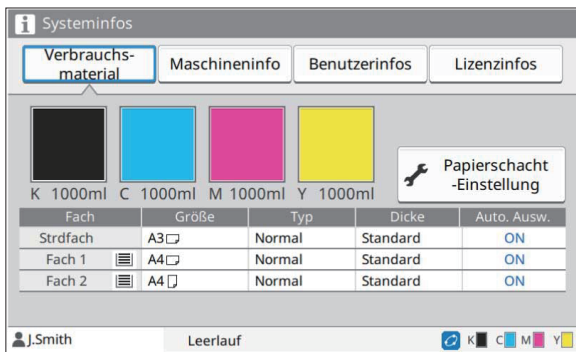 i Systeminfos
Verbrauchs-
material
Maschineninfo
Benutzerinfos
Lizenzinfos
K 1000ml C 1000ml M 1000ml Y 1000ml
Papierschacht
-Einstellung
Fach Größe Typ Dicke Auto. Ausw.
Strdfach A3 Normal Standard ON
Fach 1 A4 Normal Standard ON
Fach 2 A4 Normal Standard ON
J.Smith Leerlauf K C M Y